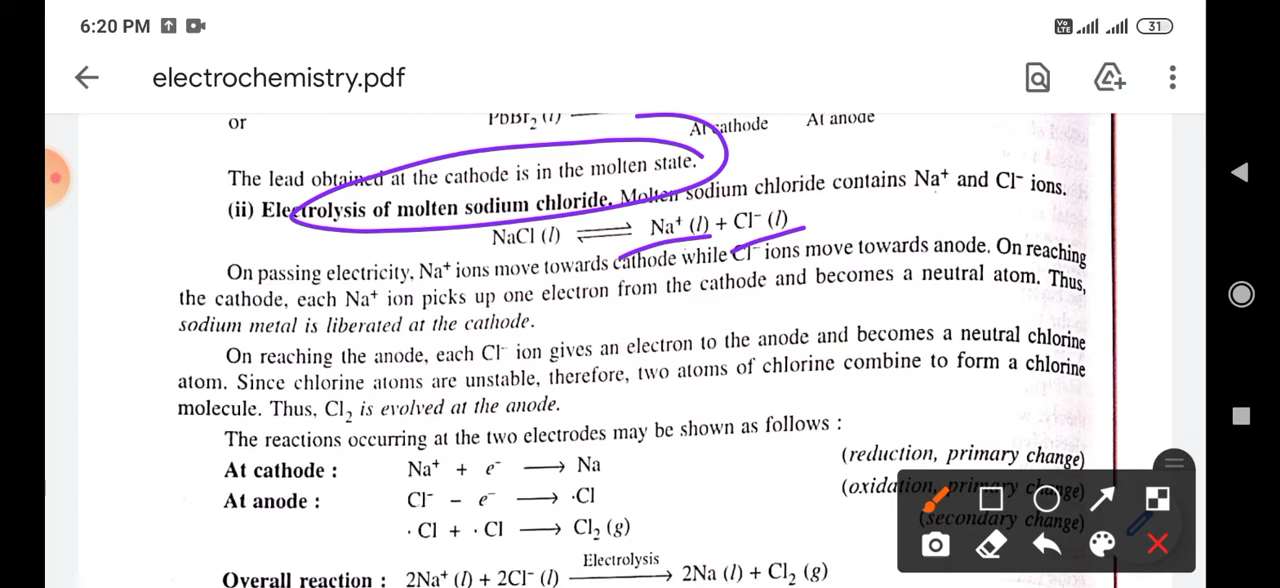 6:20 PM
Vo LTE
31
electrochemistry.pdf
or PbBr2 (l)
At cathode At anode
The lead obtained at the cathode is in the molten state.
(ii) Electrolysis of molten sodium chloride. Molten sodium chloride contains Na⁺ and Cl⁻ ions.
NaCl (l) ⇌ Na⁺ (l) + Cl⁻ (l)
On passing electricity, Na⁺ ions move towards cathode while Cl⁻ ions move towards anode. On reaching
the cathode, each Na⁺ ion picks up one electron from the cathode and becomes a neutral atom. Thus,
sodium metal is liberated at the cathode.
On reaching the anode, each Cl⁻ ion gives an electron to the anode and becomes a neutral chlorine
atom. Since chlorine atoms are unstable, therefore, two atoms of chlorine combine to form a chlorine
molecule. Thus, Cl₂ is evolved at the anode.
The reactions occurring at the two electrodes may be shown as follows :
At cathode : Na⁺ + e⁻ ⟶ Na (reduction, primary change)
At anode : Cl⁻ − e⁻ ⟶ ·Cl (oxidation, primary change)
·Cl + ·Cl ⟶ Cl₂ (g) (secondary change)
Electrolysis
Overall reaction : 2Na⁺ (l) + 2Cl⁻ (l) ⟶ 2Na (l) + Cl₂ (g)